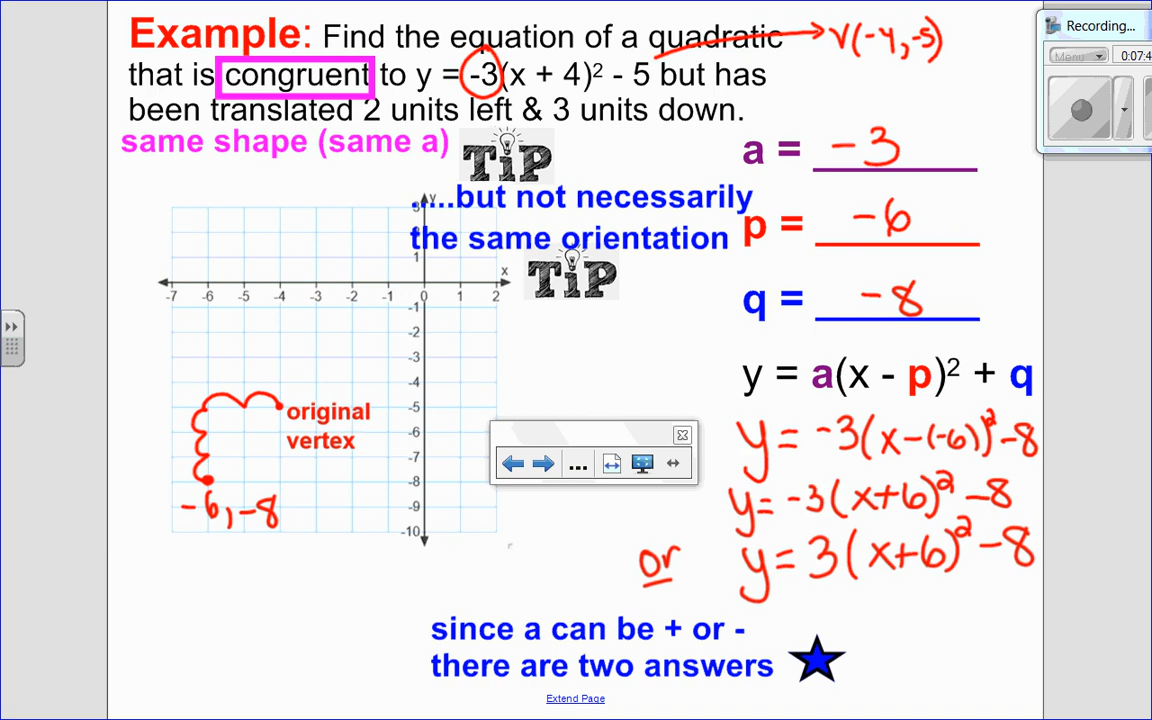 Example: Find the equation of a quadratic → V(-4,-5)
that is congruent to y = -3(x + 4)² - 5 but has
been translated 2 units left & 3 units down.
same shape (same a) TiP
.....but not necessarily
the same orientation TiP
a = -3
p = -6
q = -8
y = a(x - p)² + q
y = -3(x-(-6))²-8
y= -3(x+6)²-8
or y= 3(x+6)²-8
y
3
1
x
-7 -6 -5 -4 -3 -2 -1 0 1 2
-1
-2
-3
-4
-5
-6
-7
-8
-9
-10
original
vertex
-6,-8
since a can be + or -
there are two answers
Extend Page
Recording...
Menu 0:07:4
...